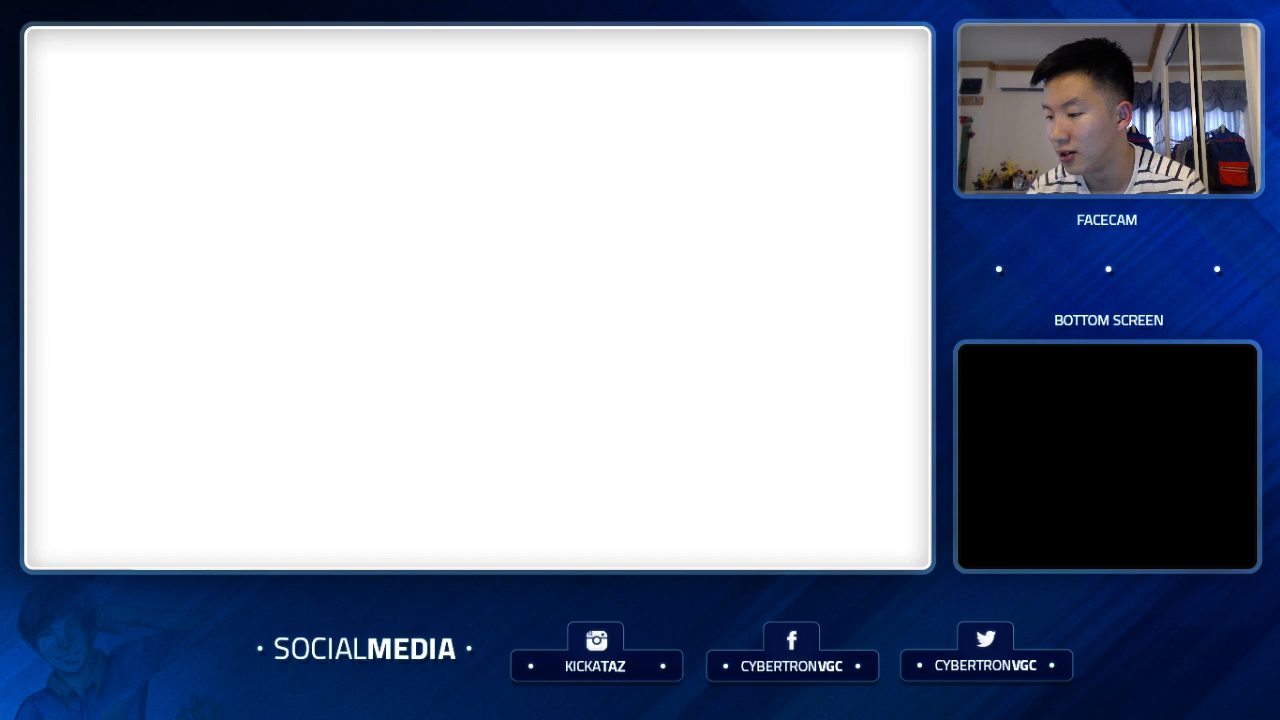 FACECAM
BOTTOM SCREEN
· SOCIALMEDIA ·
• KICKATAZ •
• CYBERTRONVGC •
• CYBERTRONVGC •